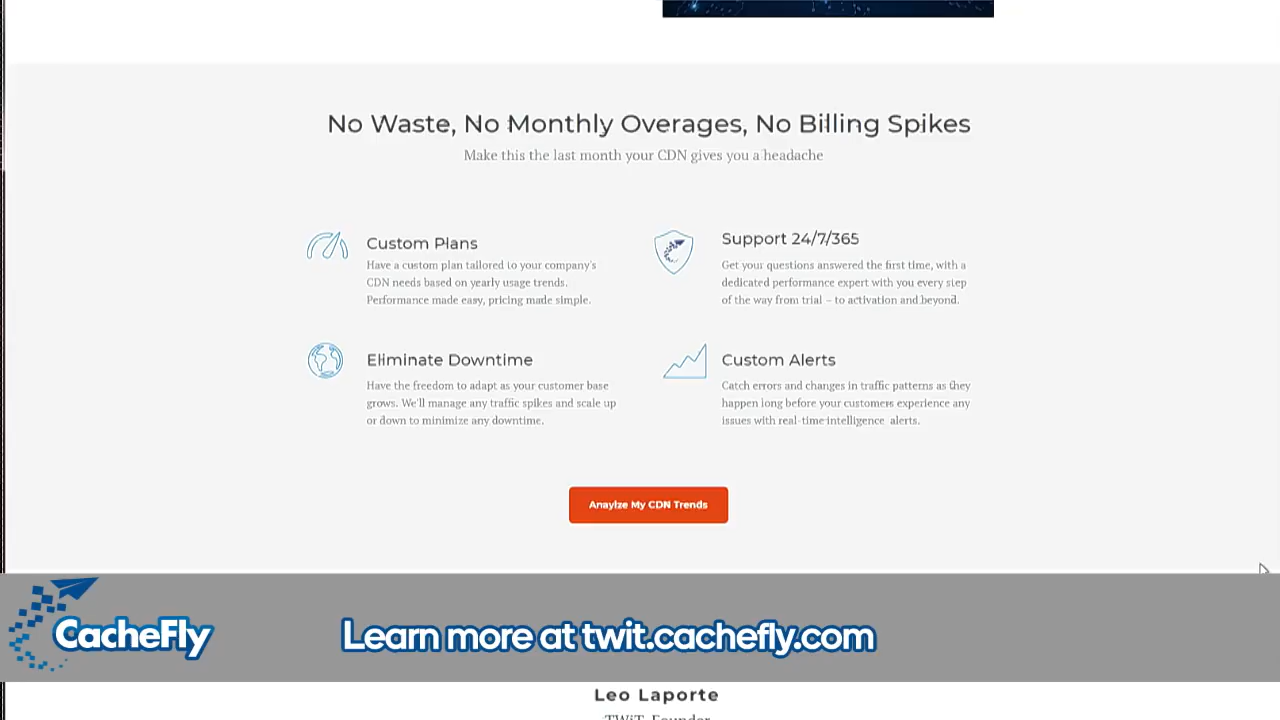 No Waste, No Monthly Overages, No Billing Spikes
Make this the last month your CDN gives you a headache
Custom Plans
Have a custom plan tailored to your company's
CDN needs based on yearly usage trends.
Performance made easy, pricing made simple.
Support 24/7/365
Get your questions answered the first time, with a
dedicated performance expert with you every step
of the way from trial – to activation and beyond.
Eliminate Downtime
Have the freedom to adapt as your customer base
grows. We'll manage any traffic spikes and scale up
or down to minimize any downtime.
Custom Alerts
Catch errors and changes in traffic patterns as they
happen long before your customers experience any
issues with real-time intelligence alerts.
Anaylze My CDN Trends
CacheFly
Learn more at twit.cachefly.com
Leo Laporte
TWiT, Founder